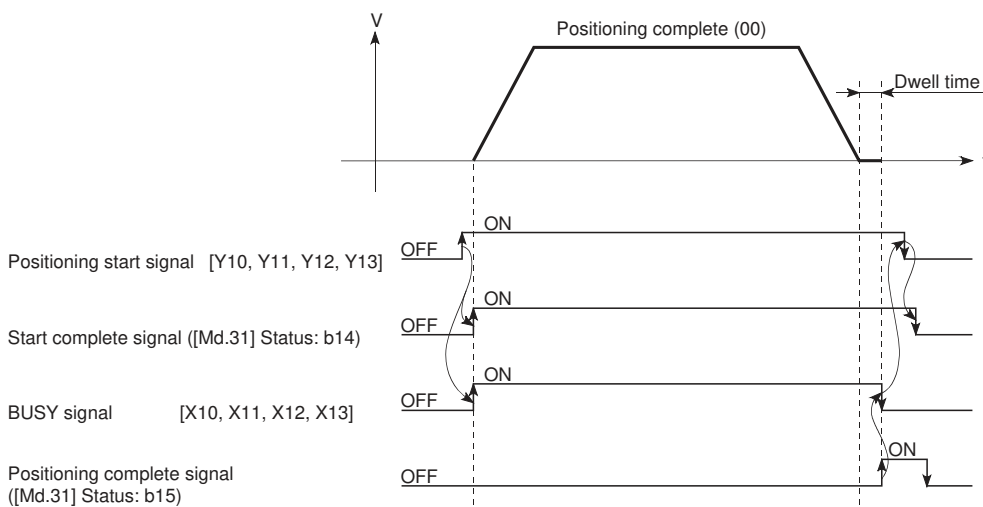 V
Positioning complete (00)
Dwell time
ON
OFF
Positioning start signal [Y10, Y11, Y12, Y13]
ON
OFF
Start complete signal ([Md.31] Status: b14)
ON
OFF
BUSY signal [X10, X11, X12, X13]
ON
OFF
Positioning complete signal
([Md.31] Status: b15)